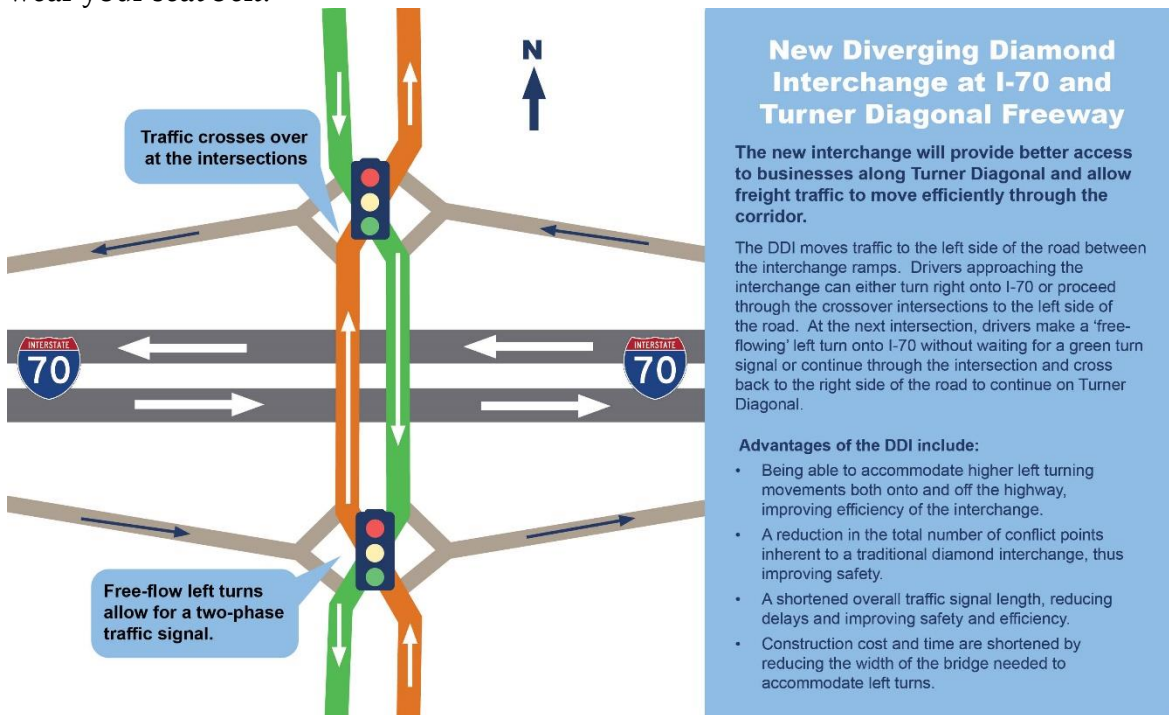 wear your seat belt.
N
Traffic crosses over
at the intersections
INTERSTATE
70
INTERSTATE
70
Free-flow left turns
allow for a two-phase
traffic signal.
New Diverging Diamond
Interchange at I-70 and
Turner Diagonal Freeway
The new interchange will provide better access
to businesses along Turner Diagonal and allow
freight traffic to move efficiently through the
corridor.
The DDI moves traffic to the left side of the road between
the interchange ramps.  Drivers approaching the
interchange can either turn right onto I-70 or proceed
through the crossover intersections to the left side of
the road.  At the next intersection, drivers make a ‘free-
flowing’ left turn onto I-70 without waiting for a green turn
signal or continue through the intersection and cross
back to the right side of the road to continue on Turner
Diagonal.
Advantages of the DDI include:
• Being able to accommodate higher left turning
movements both onto and off the highway,
improving efficiency of the interchange.
• A reduction in the total number of conflict points
inherent to a traditional diamond interchange, thus
improving safety.
• A shortened overall traffic signal length, reducing
delays and improving safety and efficiency.
• Construction cost and time are shortened by
reducing the width of the bridge needed to
accommodate left turns.